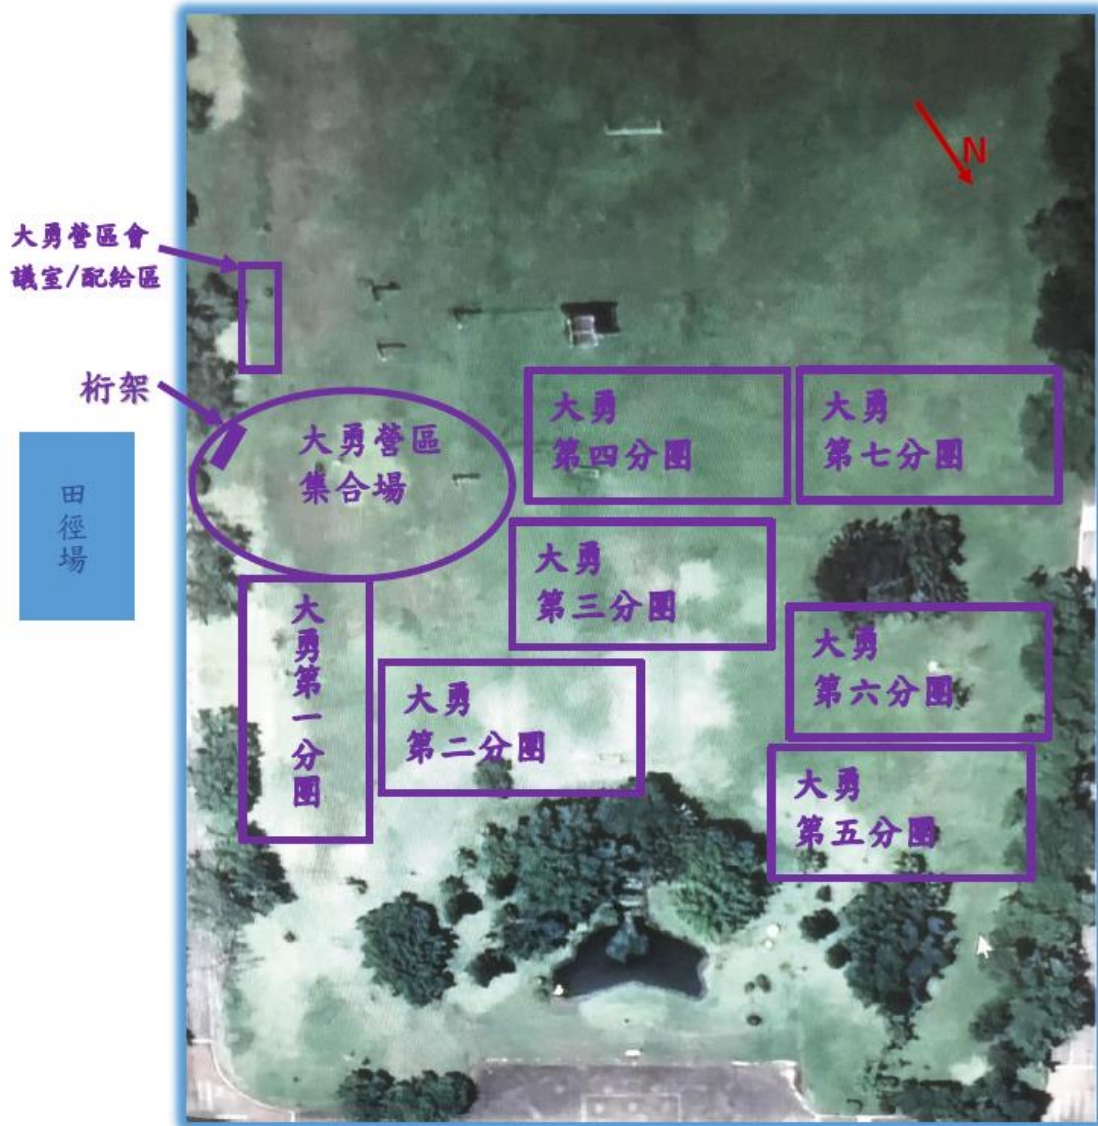 N
大勇營區會
議室/配給區
桁架
大勇營區
集合場
大勇
第四分團
大勇
第七分團
田徑場
大勇
第三分團
大勇第一分團
大勇
第二分團
大勇
第六分團
大勇
第五分團